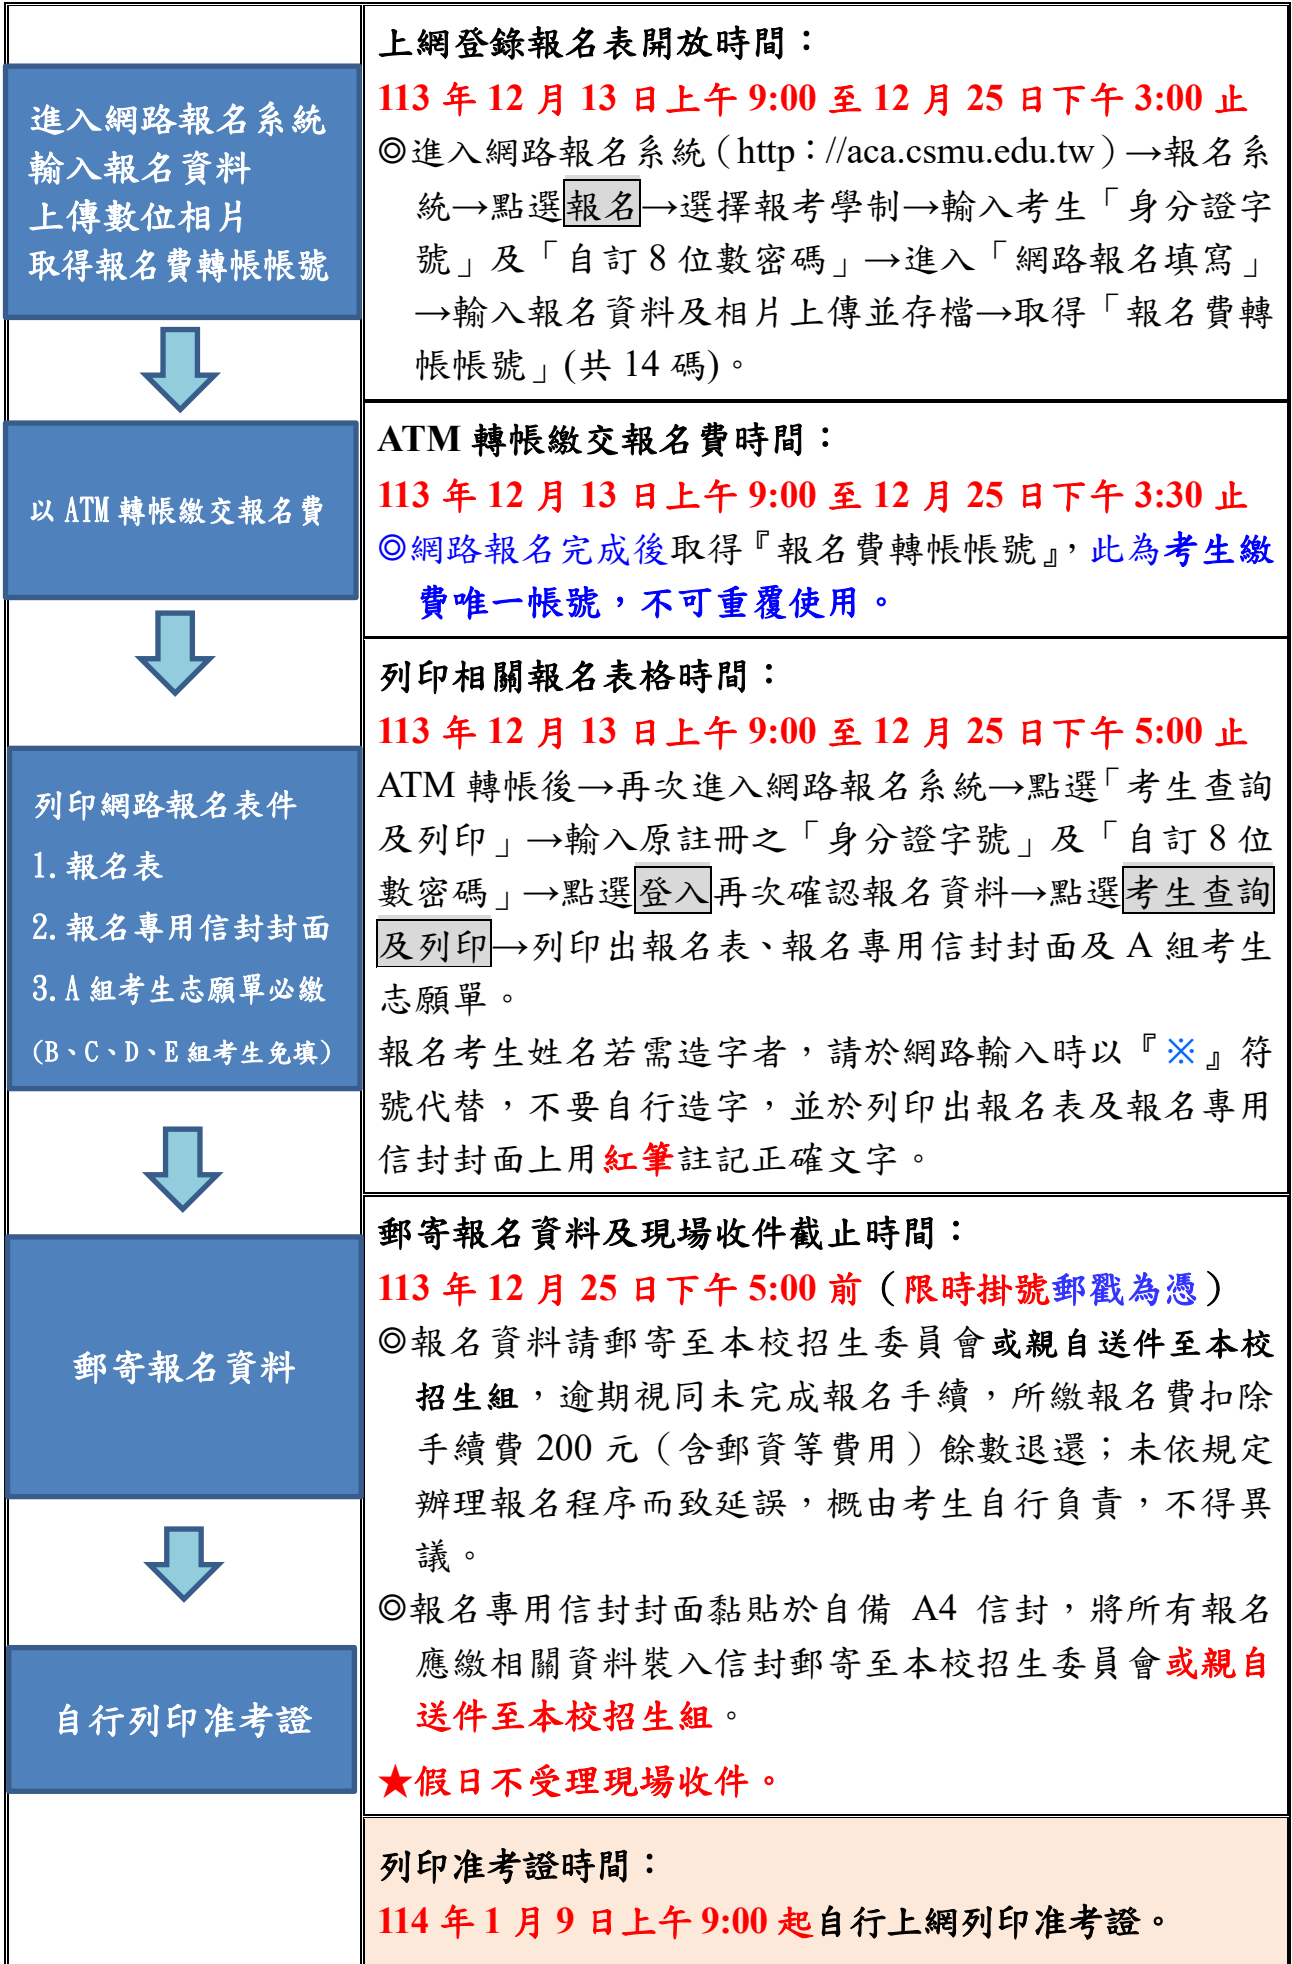 進入網路報名系統
輸入報名資料
上傳數位相片
取得報名費轉帳帳號
上網登錄報名表開放時間：
113 年 12 月 13 日上午 9:00 至 12 月 25 日下午 3:00 止
◎進入網路報名系統（http：//aca.csmu.edu.tw）→報名系
統→點選報名→選擇報考學制→輸入考生「身分證字
號」及「自訂 8 位數密碼」→進入「網路報名填寫」
→輸入報名資料及相片上傳並存檔→取得「報名費轉
帳帳號」(共 14 碼)。
以 ATM 轉帳繳交報名費
ATM 轉帳繳交報名費時間：
113 年 12 月 13 日上午 9:00 至 12 月 25 日下午 3:30 止
◎網路報名完成後取得『報名費轉帳帳號』，此為考生繳
費唯一帳號，不可重覆使用。
列印網路報名表件
1.報名表
2.報名專用信封封面
3.A 組考生志願單必繳
(B、C、D、E 組考生免填)
列印相關報名表格時間：
113 年 12 月 13 日上午 9:00 至 12 月 25 日下午 5:00 止
ATM 轉帳後→再次進入網路報名系統→點選「考生查詢
及列印」→輸入原註冊之「身分證字號」及「自訂 8 位
數密碼」→點選登入再次確認報名資料→點選考生查詢
及列印→列印出報名表、報名專用信封封面及 A 組考生
志願單。
報名考生姓名若需造字者，請於網路輸入時以『※』符
號代替，不要自行造字，並於列印出報名表及報名專用
信封封面上用紅筆註記正確文字。
郵寄報名資料
郵寄報名資料及現場收件截止時間：
113 年 12 月 25 日下午 5:00 前（限時掛號郵戳為憑）
◎報名資料請郵寄至本校招生委員會或親自送件至本校
招生組，逾期視同未完成報名手續，所繳報名費扣除
手續費 200 元（含郵資等費用）餘數退還；未依規定
辦理報名程序而致延誤，概由考生自行負責，不得異
議。
◎報名專用信封封面黏貼於自備 A4 信封，將所有報名
應繳相關資料裝入信封郵寄至本校招生委員會或親自
送件至本校招生組。
★假日不受理現場收件。
自行列印准考證
列印准考證時間：
114 年 1 月 9 日上午 9:00 起自行上網列印准考證。